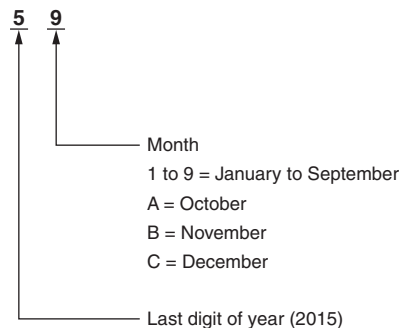 5 9
Month
1 to 9 = January to September
A = October
B = November
C = December
Last digit of year (2015)